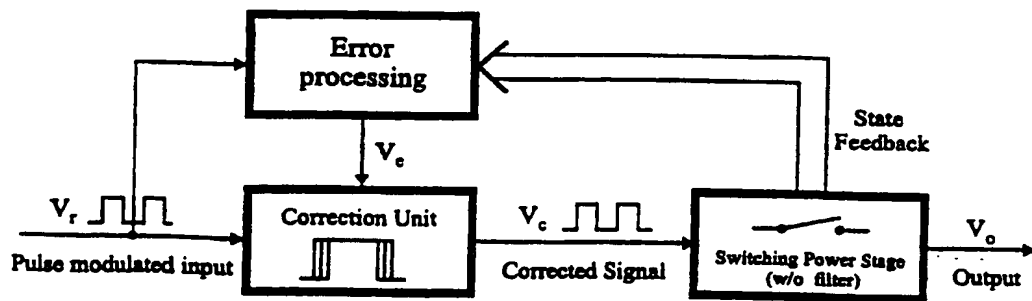 Error
processing
State
Feedback
Ve
Vr
Correction Unit
Vc
Vo
Pulse modulated input
Corrected Signal
Switching Power Stage
(w/o filter)
Output